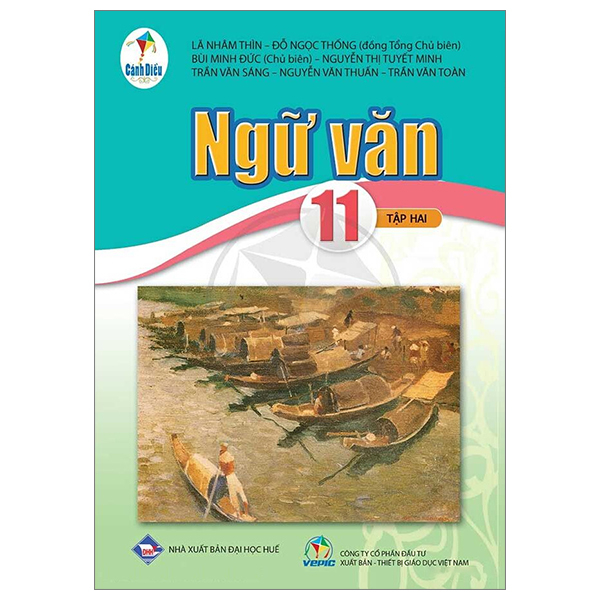 Cánh Diều
LÃ NHÂM THÌN – ĐỖ NGỌC THỐNG (đồng Tổng Chủ biên)
BÙI MINH ĐỨC (Chủ biên) – NGUYỄN THỊ TUYẾT MINH
TRẦN VĂN SÁNG – NGUYỄN VĂN THUẤN – TRẦN VĂN TOÀN
Ngữ văn
11
TẬP HAI
ĐHH
NHÀ XUẤT BẢN ĐẠI HỌC HUẾ
VEPIC
CÔNG TY CỔ PHẦN ĐẦU TƯ
XUẤT BẢN - THIẾT BỊ GIÁO DỤC VIỆT NAM